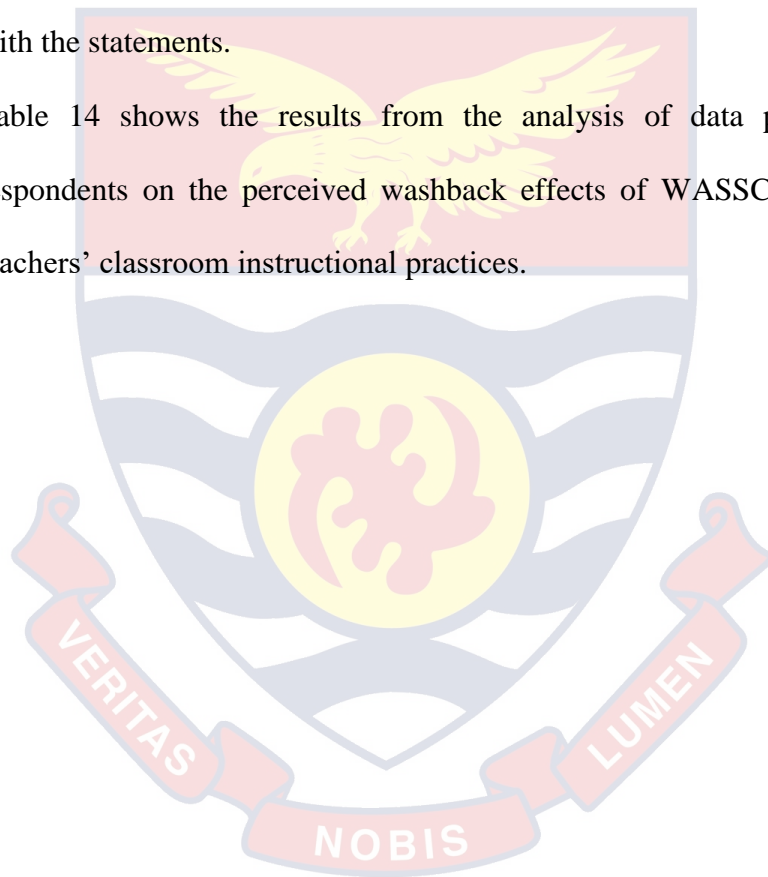 ith the statements.
able 14 shows the results from the analysis of data p
spondents on the perceived washback effects of WASSC
achers' classroom instructional practices.
VERITAS
NOBIS
LUMEN